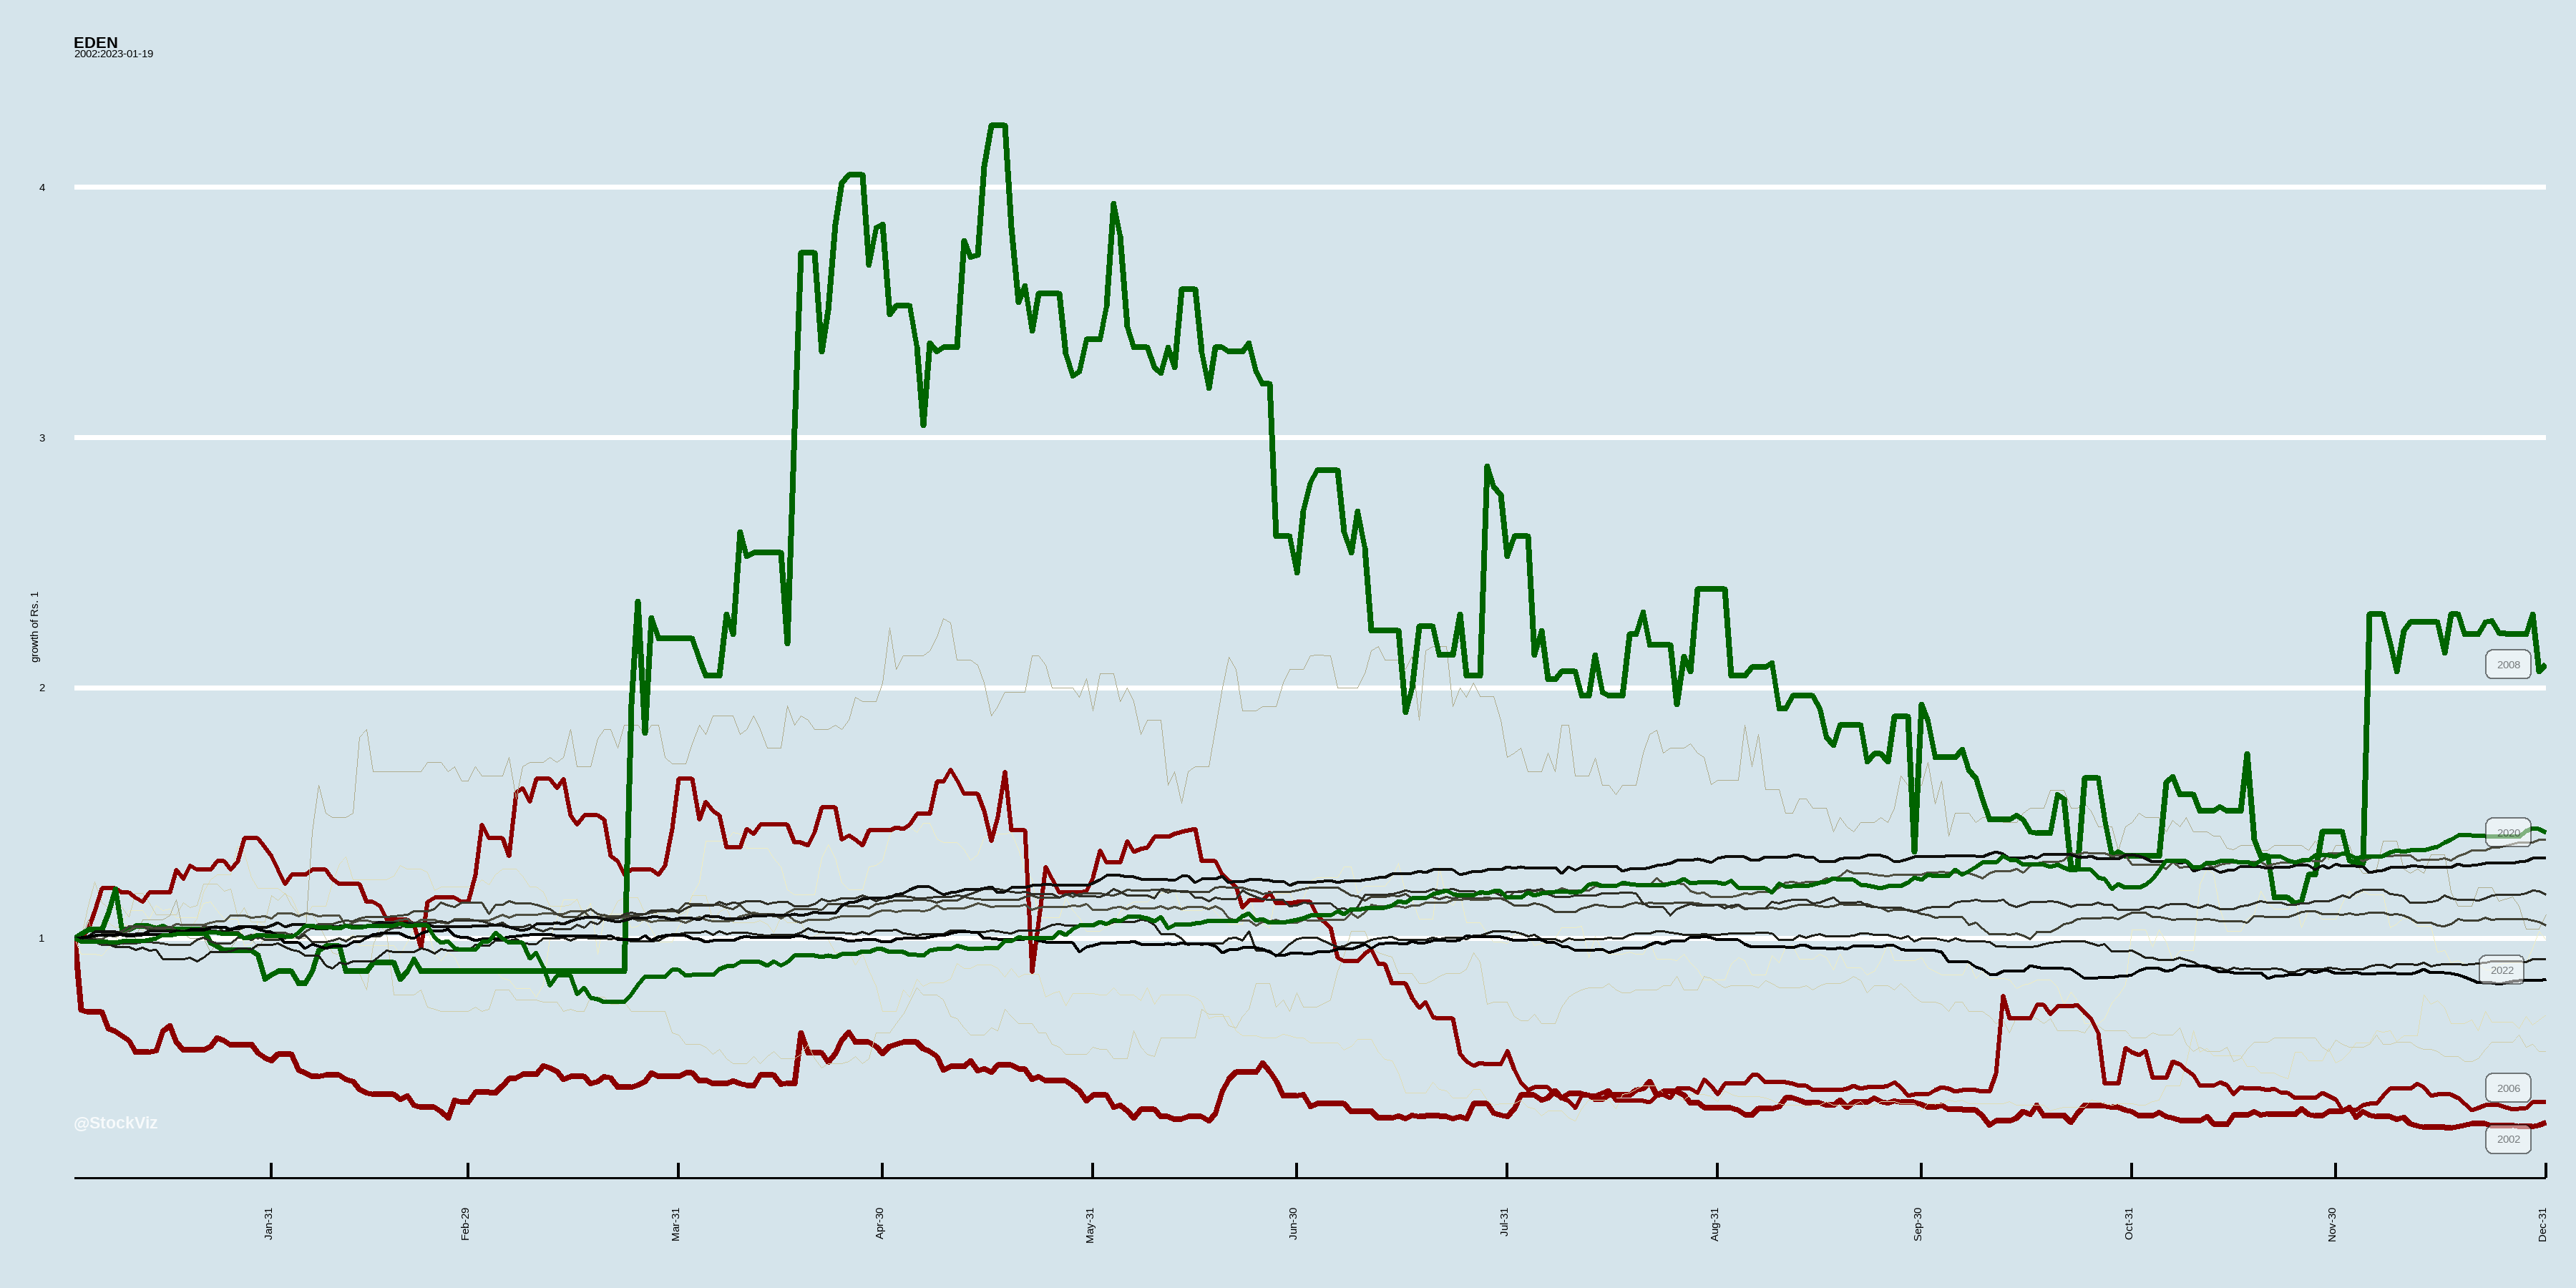 EDEN
2002:2023-01-19
4
3
2
1
growth of Rs. 1
2008
2020
2022
2006
2002
@StockViz
Jan-31
Feb-29
Mar-31
Apr-30
May-31
Jun-30
Jul-31
Aug-31
Sep-30
Oct-31
Nov-30
Dec-31